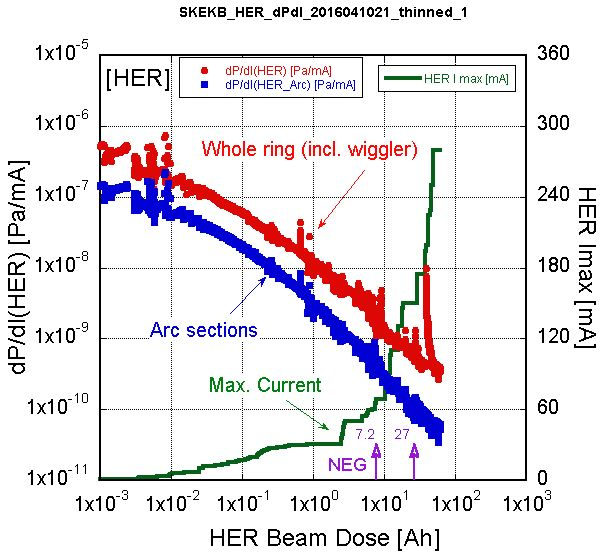 SKEKB_HER_dPdI_2016041021_thinned_1
1x10⁻⁵
360
[HER]
dP/dI(HER) [Pa/mA]
dP/dI(HER_Arc) [Pa/mA]
HER I max [mA]
1x10⁻⁶
300
Whole ring (incl. wiggler)
1x10⁻⁷
240
dP/dI(HER) [Pa/mA]
1x10⁻⁸
180
HER Imax [mA]
Arc sections
1x10⁻⁹
120
Max. Current
1x10⁻¹⁰
60
7.2 27
NEG
1x10⁻¹¹
0
1x10⁻³ 1x10⁻² 1x10⁻¹ 1x10⁰ 1x10¹ 1x10² 1x10³
HER Beam Dose [Ah]